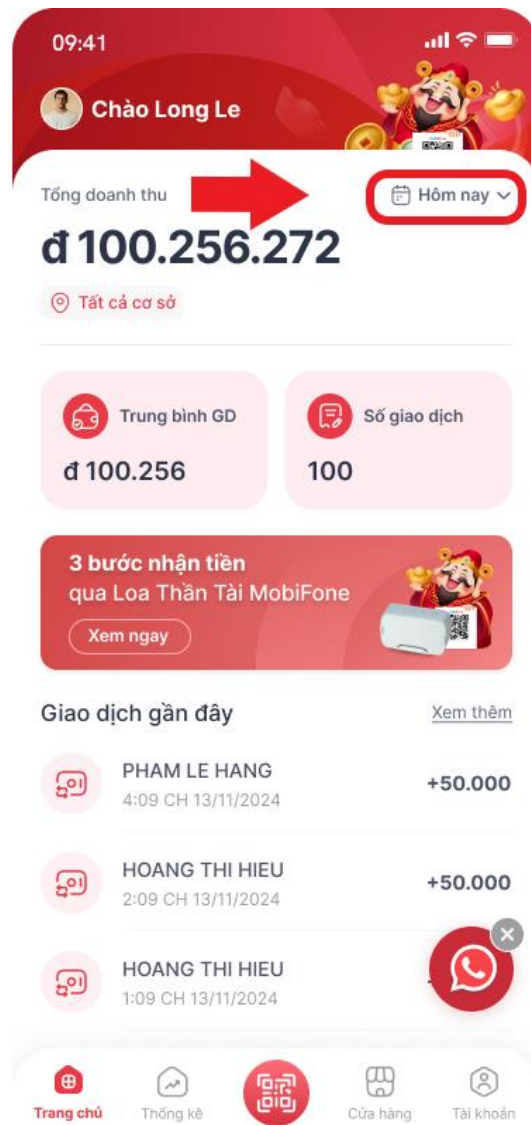 09:41
Chào Long Le
Tổng doanh thu
Hôm nay
đ 100.256.272
Tất cả cơ sở
Trung bình GD
đ 100.256
Số giao dịch
100
3 bước nhận tiền
qua Loa Thần Tài MobiFone
Xem ngay
Giao dịch gần đây
Xem thêm
PHAM LE HANG
4:09 CH 13/11/2024
+50.000
HOANG THI HIEU
2:09 CH 13/11/2024
+50.000
HOANG THI HIEU
1:09 CH 13/11/2024
Trang chủ
Thống kê
Cửa hàng
Tài khoản